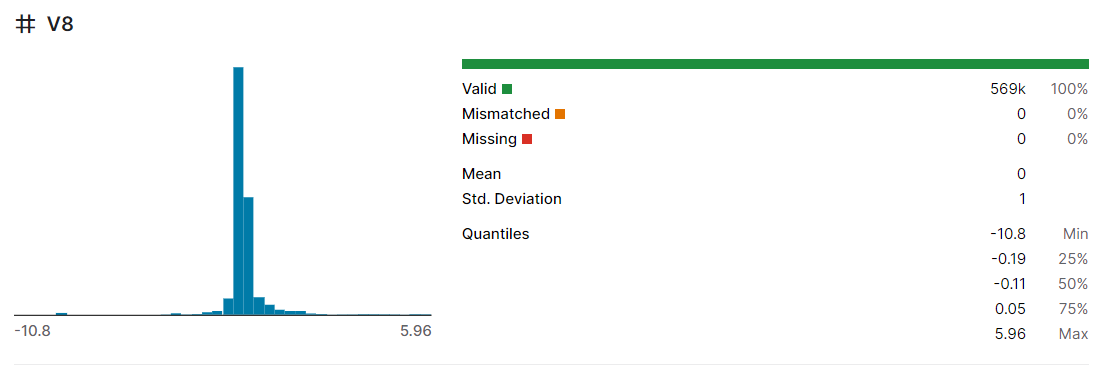 # V8
-10.8 5.96
Valid 569k 100%
Mismatched 0 0%
Missing 0 0%
Mean 0
Std. Deviation 1
Quantiles -10.8 Min
-0.19 25%
-0.11 50%
0.05 75%
5.96 Max